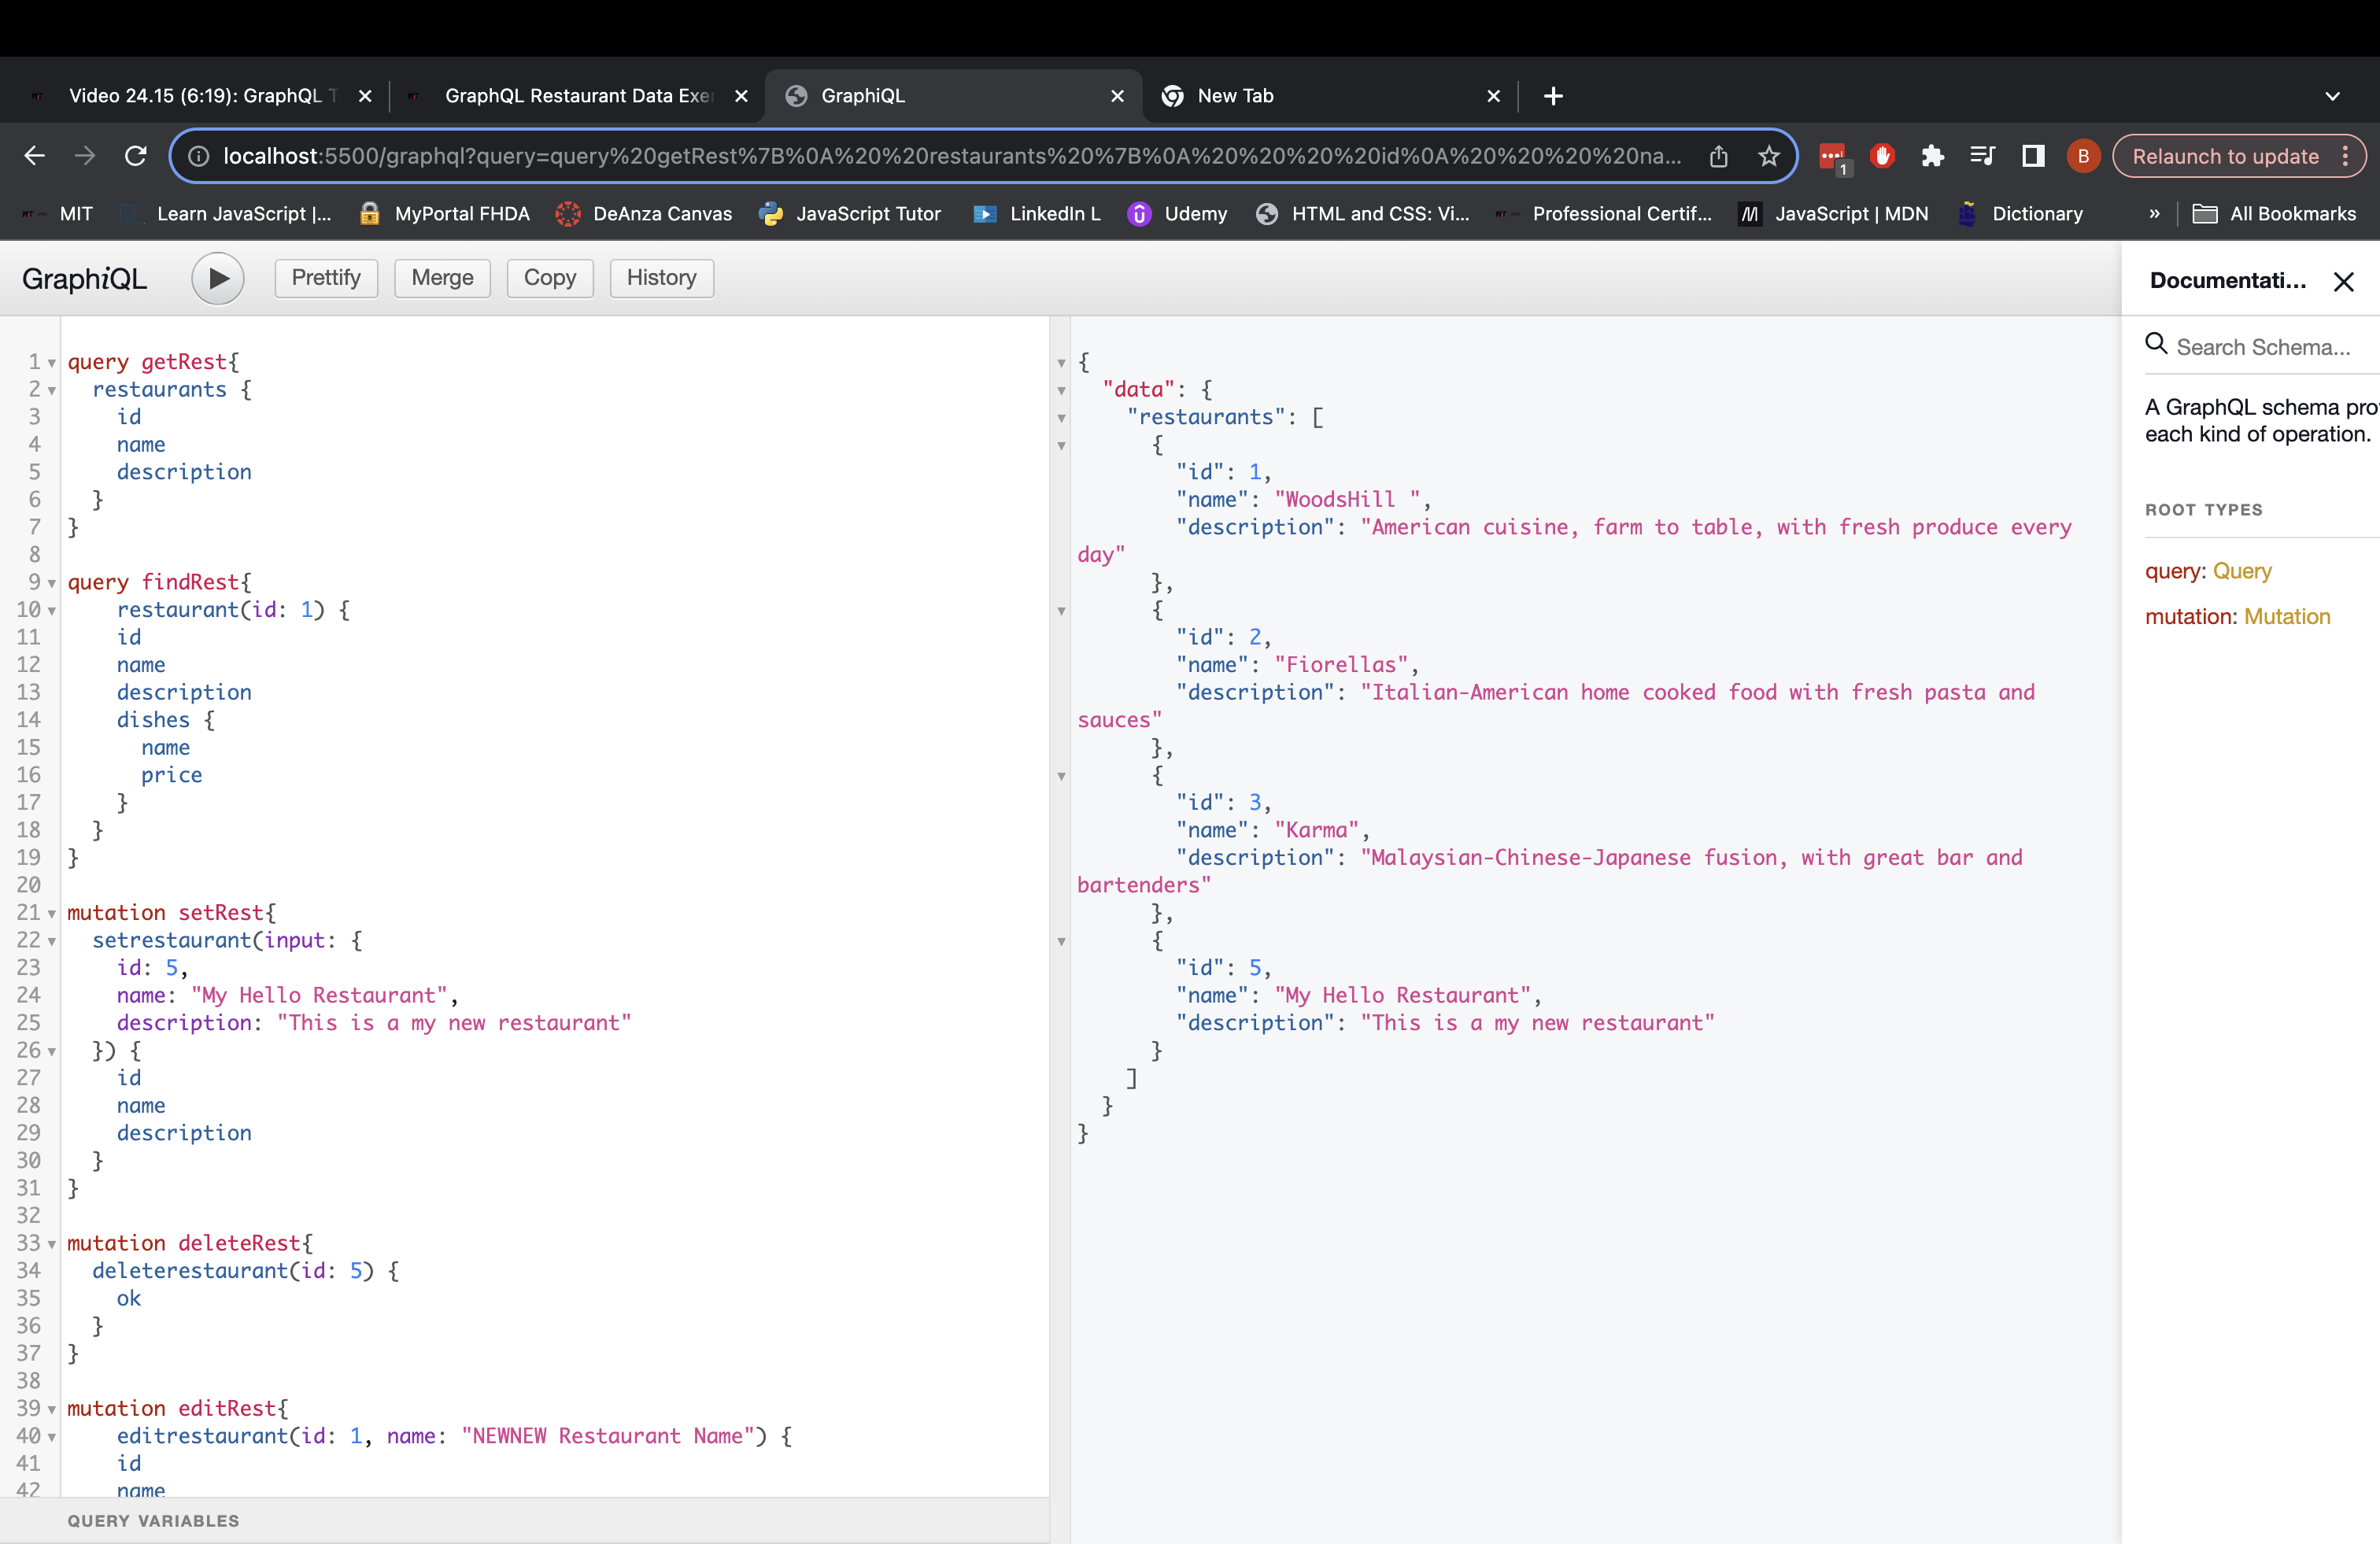 Video 24.15 (6:19): GraphQL T
GraphQL Restaurant Data Exer
GraphiQL
New Tab
localhost:5500/graphql?query=query%20getRest%7B%0A%20%20restaurants%20%7B%0A%20%20%20%20id%0A%20%20%20%20na...
1
B
Relaunch to update
MIT
Learn JavaScript |...
MyPortal FHDA
DeAnza Canvas
JavaScript Tutor
LinkedIn L
Udemy
HTML and CSS: Vi...
Professional Certif...
JavaScript | MDN
Dictionary
»
All Bookmarks
GraphiQL
Prettify
Merge
Copy
History
1 query getRest{
2 restaurants {
3 id
4 name
5 description
6 }
7 }
8
9 query findRest{
10 restaurant(id: 1) {
11 id
12 name
13 description
14 dishes {
15 name
16 price
17 }
18 }
19 }
20
21 mutation setRest{
22 setrestaurant(input: {
23 id: 5,
24 name: "My Hello Restaurant",
25 description: "This is a my new restaurant"
26 }) {
27 id
28 name
29 description
30 }
31 }
32
33 mutation deleteRest{
34 deleterestaurant(id: 5) {
35 ok
36 }
37 }
38
39 mutation editRest{
40 editrestaurant(id: 1, name: "NEWNEW Restaurant Name") {
41 id
42 name
QUERY VARIABLES
{
"data": {
"restaurants": [
{
"id": 1,
"name": "WoodsHill ",
"description": "American cuisine, farm to table, with fresh produce every
day"
},
{
"id": 2,
"name": "Fiorellas",
"description": "Italian-American home cooked food with fresh pasta and
sauces"
},
{
"id": 3,
"name": "Karma",
"description": "Malaysian-Chinese-Japanese fusion, with great bar and
bartenders"
},
{
"id": 5,
"name": "My Hello Restaurant",
"description": "This is a my new restaurant"
}
]
}
}
Documentati...
Search Schema...
A GraphQL schema pro
each kind of operation.
ROOT TYPES
query: Query
mutation: Mutation